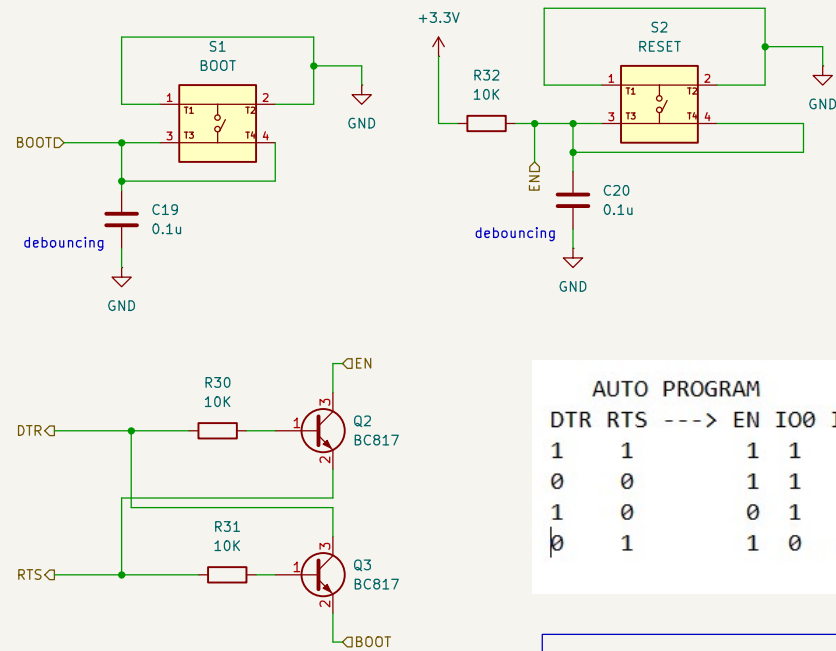 S1
BOOT
1
2
T1
T2
3
4
T3
T4
BOOT
GND
C19
0.1u
debouncing
GND
+3.3V
R32
10K
S2
RESET
1
2
T1
T2
3
4
T3
T4
GND
END
C20
0.1u
debouncing
GND
EN
R30
10K
DTR
1
3
2
Q2
BC817
R31
10K
RTS
1
3
2
Q3
BC817
BOOT
AUTO PROGRAM
DTR RTS ---> EN IO0
1 1 1 1
0 0 1 1
1 0 0 1
0 1 1 0